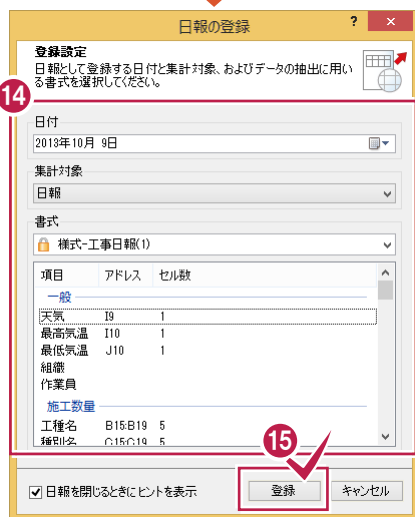 日報の登録
? ×
登録設定
日報として登録する日付と集計対象、およびデータの抽出に用い
る書式を選択してください。
14
日付
2013年10月 9日
集計対象
日報
書式
様式-工事日報(1)
項目 アドレス セル数
一般
天気 I9 1
最高気温 I10 1
最低気温 J10 1
組織
作業員
施工数量
工種名 B15:B19 5
種別名 C15:C19 5
15
日報を閉じるときにヒントを表示
登録
キャンセル